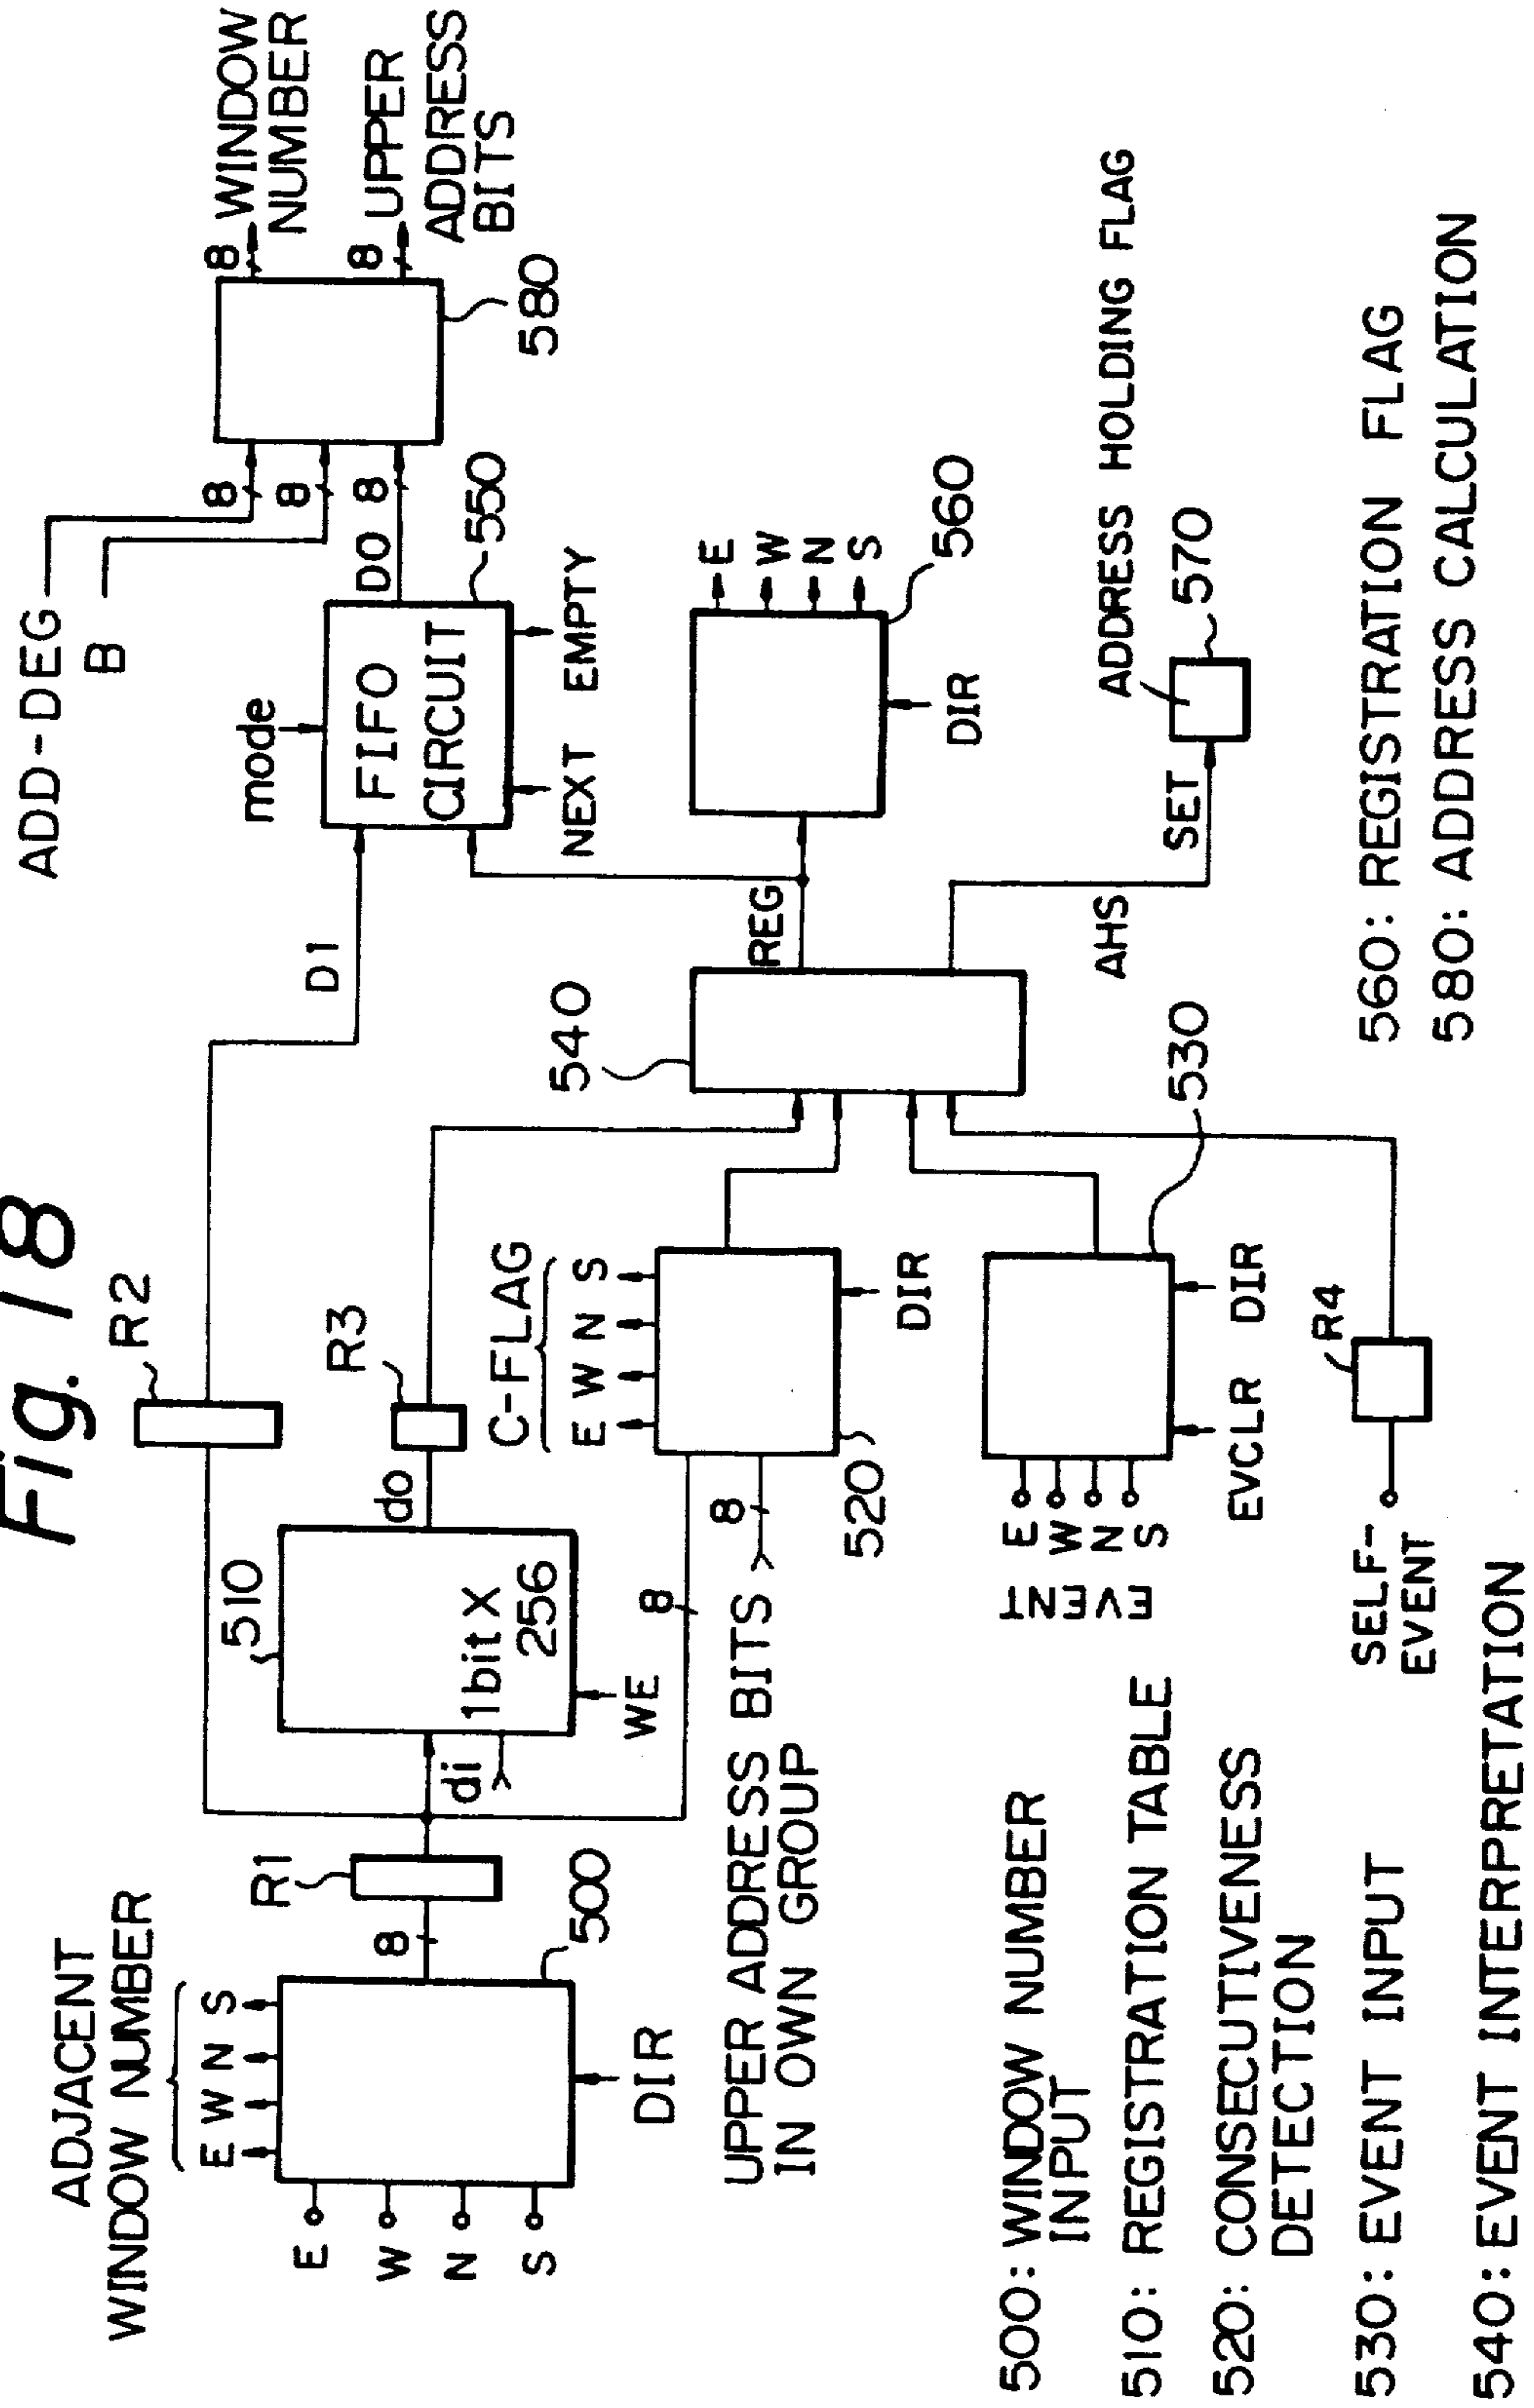 Fig. 18
ADD-DEG
B
ADJACENT
WINDOW NUMBER
E W N S
E
W
N
S
DIR
500
8
R1
R2
510
di
1bit X
256
WE
do
R3
D1
mode
FIFO
CIRCUIT
NEXT
EMPTY
550
D0
8
8
8
580
8
WINDOW
NUMBER
8
UPPER
ADDRESS
BITS
C-FLAG
E W N S
8
8
520
DIR
UPPER ADDRESS BITS
IN OWN GROUP
540
REG
AHS
DIR
E
W
N
S
560
SET
570
ADDRESS HOLDING FLAG
EVENT
E
W
N
S
EVCLR
DIR
530
SELF-
EVENT
R4
500: WINDOW NUMBER
INPUT
510: REGISTRATION TABLE
520: CONSECUTIVENESS
DETECTION
530: EVENT INPUT
540: EVENT INTERPRETATION
560: REGISTRATION FLAG
580: ADDRESS CALCULATION